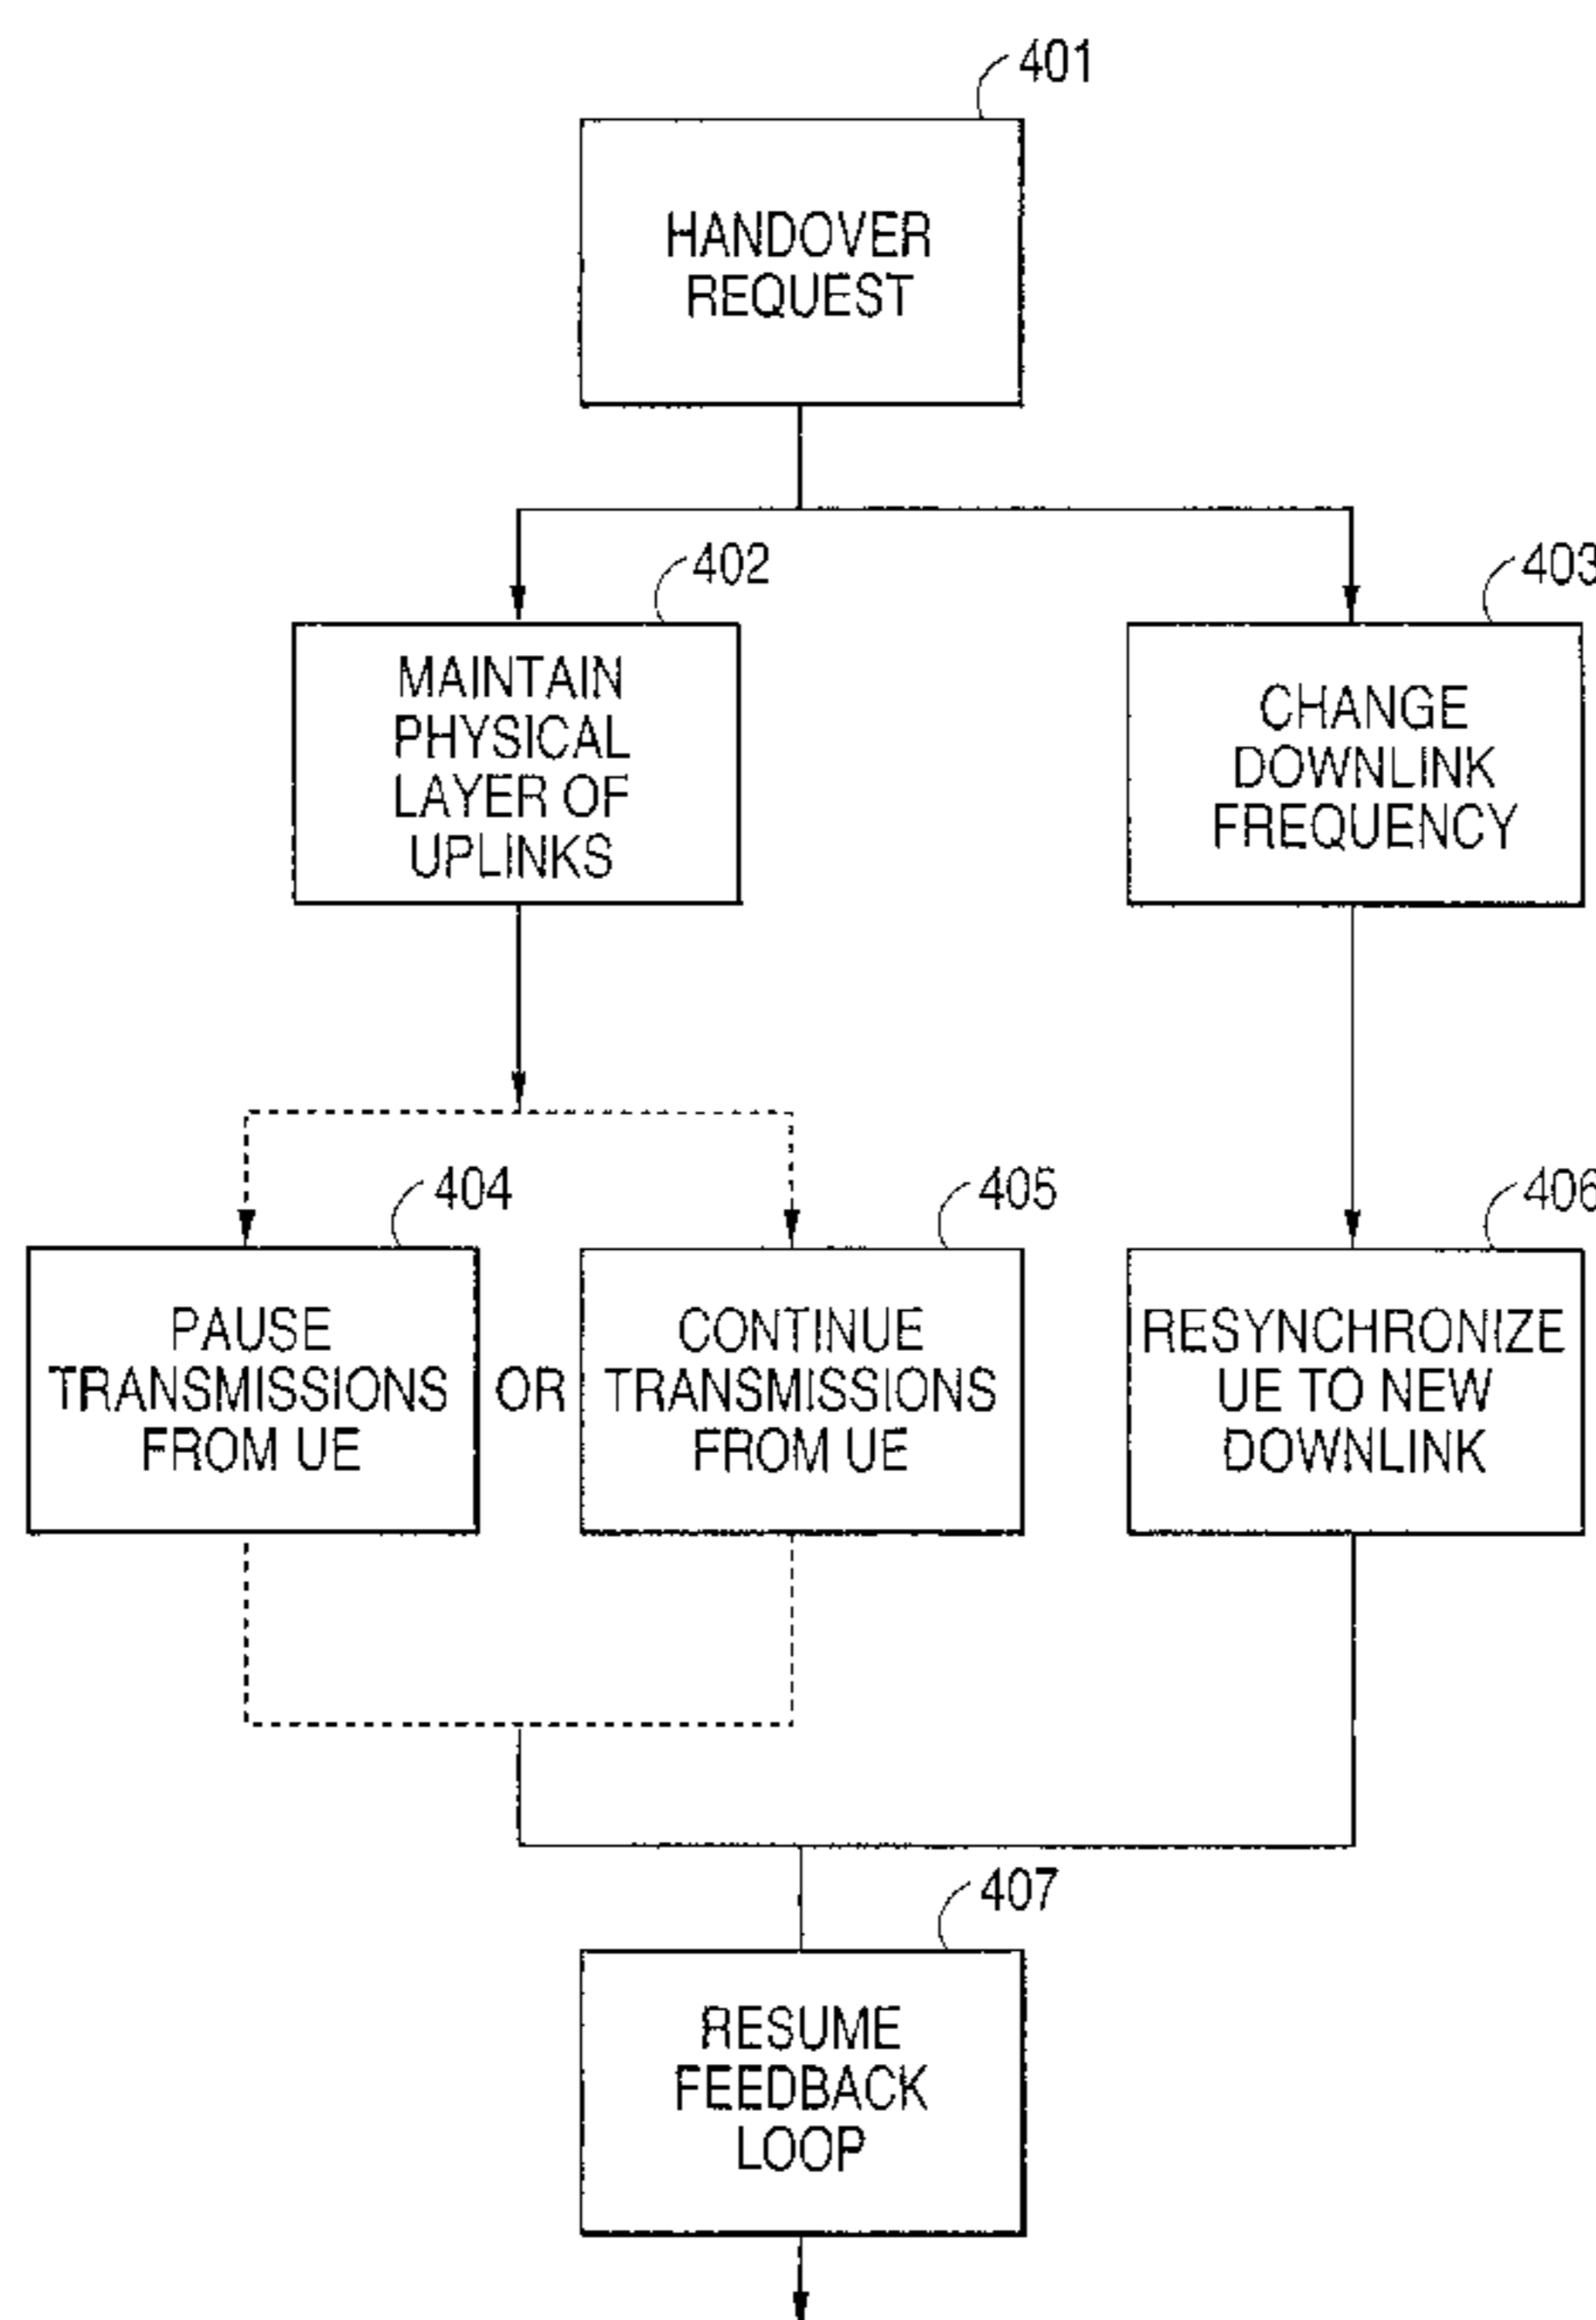 401
HANDOVER
REQUEST
402
MAINTAIN
PHYSICAL
LAYER OF
UPLINKS
403
CHANGE
DOWNLINK
FREQUENCY
404
PAUSE
TRANSMISSIONS
FROM UE
OR
405
CONTINUE
TRANSMISSIONS
FROM UE
406
RESYNCHRONIZE
UE TO NEW
DOWNLINK
407
RESUME
FEEDBACK
LOOP